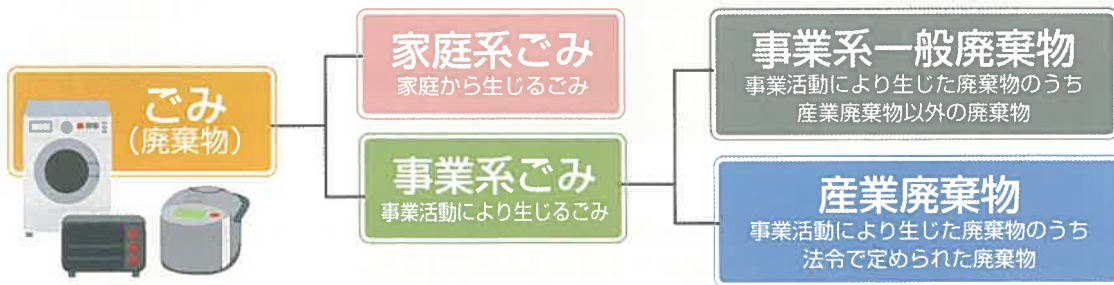 ごみ
(廃棄物)
家庭系ごみ
家庭から生じるごみ
事業系ごみ
事業活動により生じるごみ
事業系一般廃棄物
事業活動により生じた廃棄物のうち
産業廃棄物以外の廃棄物
産業廃棄物
事業活動により生じた廃棄物のうち
法令で定められた廃棄物